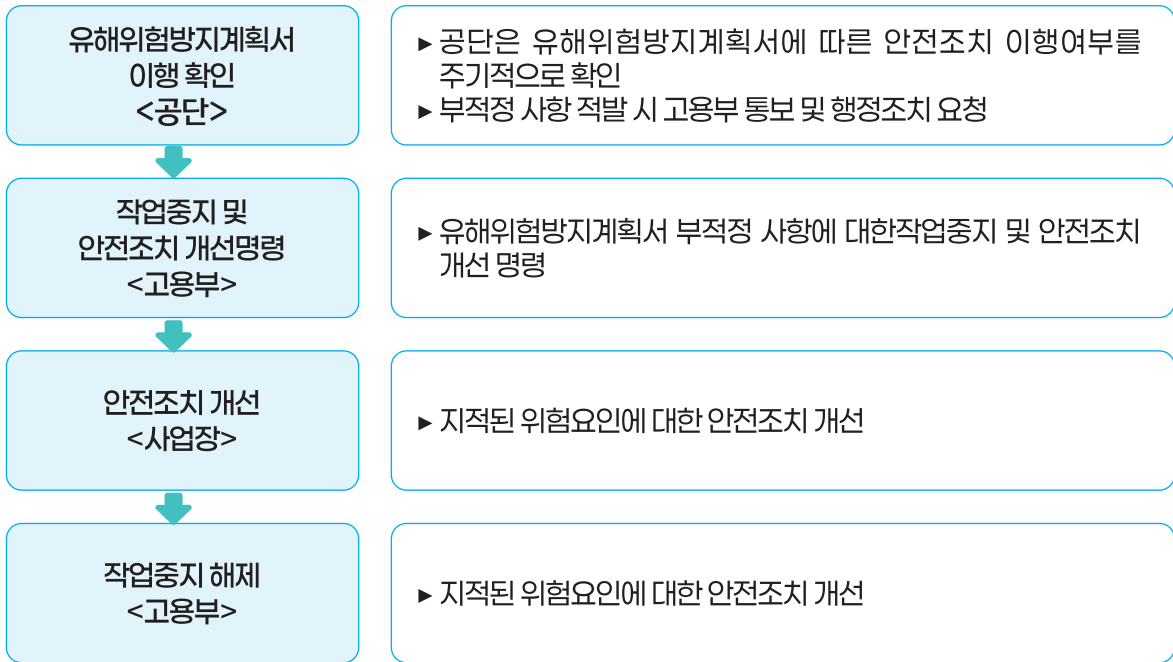 유해위험방지계획서
이행 확인
<공단>
► 공단은 유해위험방지계획서에 따른 안전조치 이행여부를
주기적으로 확인
► 부적정 사항 적발 시 고용부 통보 및 행정조치 요청
작업중지 및
안전조치 개선명령
<고용부>
► 유해위험방지계획서 부적정 사항에 대한작업중지 및 안전조치
개선 명령
안전조치 개선
<사업장>
► 지적된 위험요인에 대한 안전조치 개선
작업중지 해제
<고용부>
► 지적된 위험요인에 대한 안전조치 개선